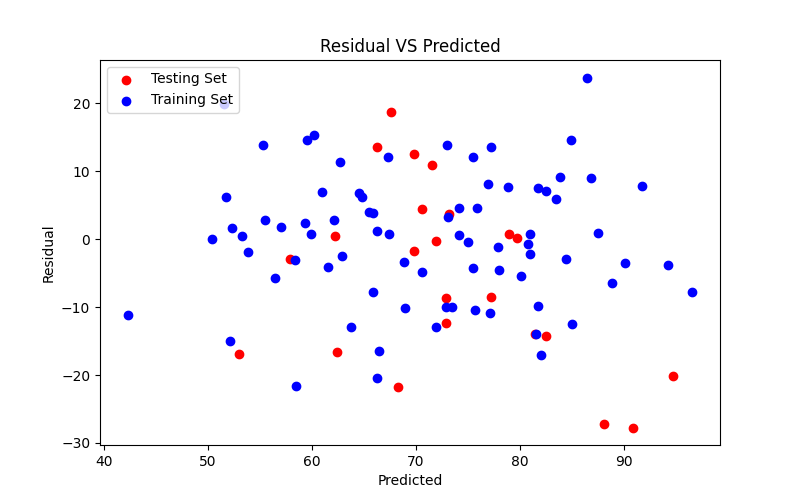 Residual VS Predicted
Testing Set
Training Set
20
10
0
−10
−20
−30
Residual
40
50
60
70
80
90
Predicted